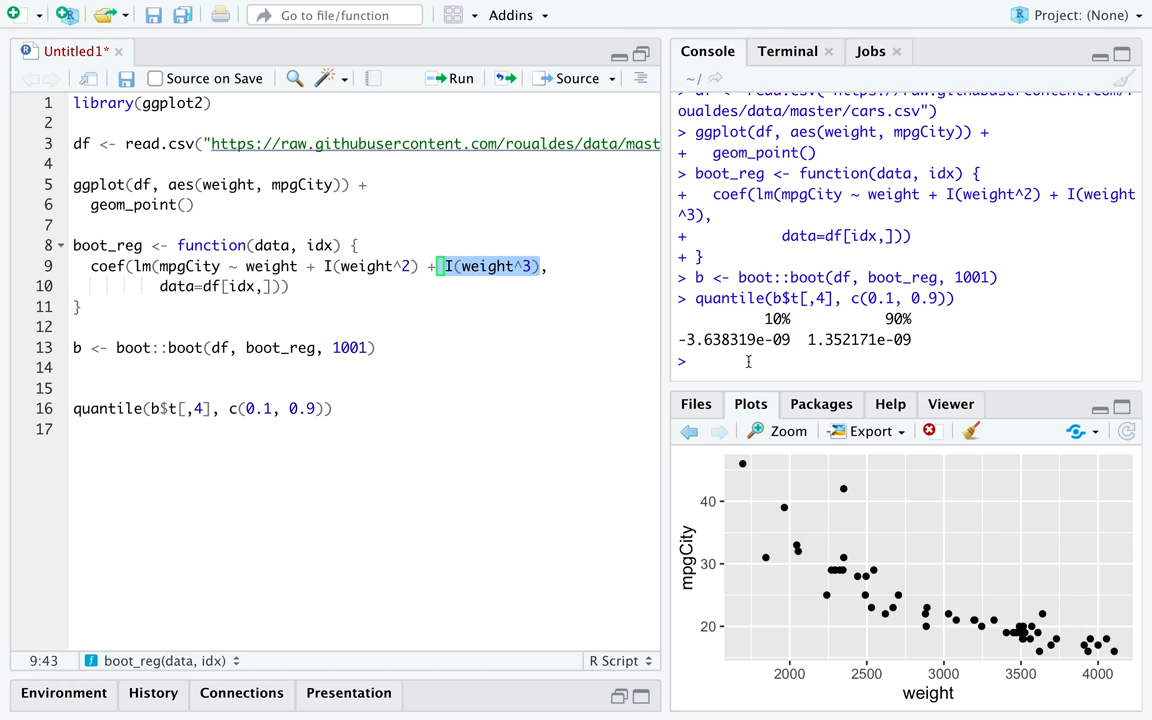 Go to file/function
Addins
Project: (None)
Untitled1*
Source on Save
Run
Source
1 library(ggplot2)
2
3 df <- read.csv("https://raw.githubusercontent.com/roualdes/data/mast
4
5 ggplot(df, aes(weight, mpgCity)) +
6 geom_point()
7
8 boot_reg <- function(data, idx) {
9 coef(lm(mpgCity ~ weight + I(weight^2) + I(weight^3),
10 data=df[idx,]))
11 }
12
13 b <- boot::boot(df, boot_reg, 1001)
14
15
16 quantile(b$t[,4], c(0.1, 0.9))
17
9:43 boot_reg(data, idx) R Script
Environment History Connections Presentation
Console Terminal Jobs
~/
oualdes/data/master/cars.csv")
> ggplot(df, aes(weight, mpgCity)) +
+ geom_point()
> boot_reg <- function(data, idx) {
+ coef(lm(mpgCity ~ weight + I(weight^2) + I(weight
^3),
+ data=df[idx,]))
+ }
> b <- boot::boot(df, boot_reg, 1001)
> quantile(b$t[,4], c(0.1, 0.9))
10% 90%
-3.638319e-09 1.352171e-09
>
Files Plots Packages Help Viewer
Zoom Export
mpgCity
40
30
20
2000 2500 3000 3500 4000
weight